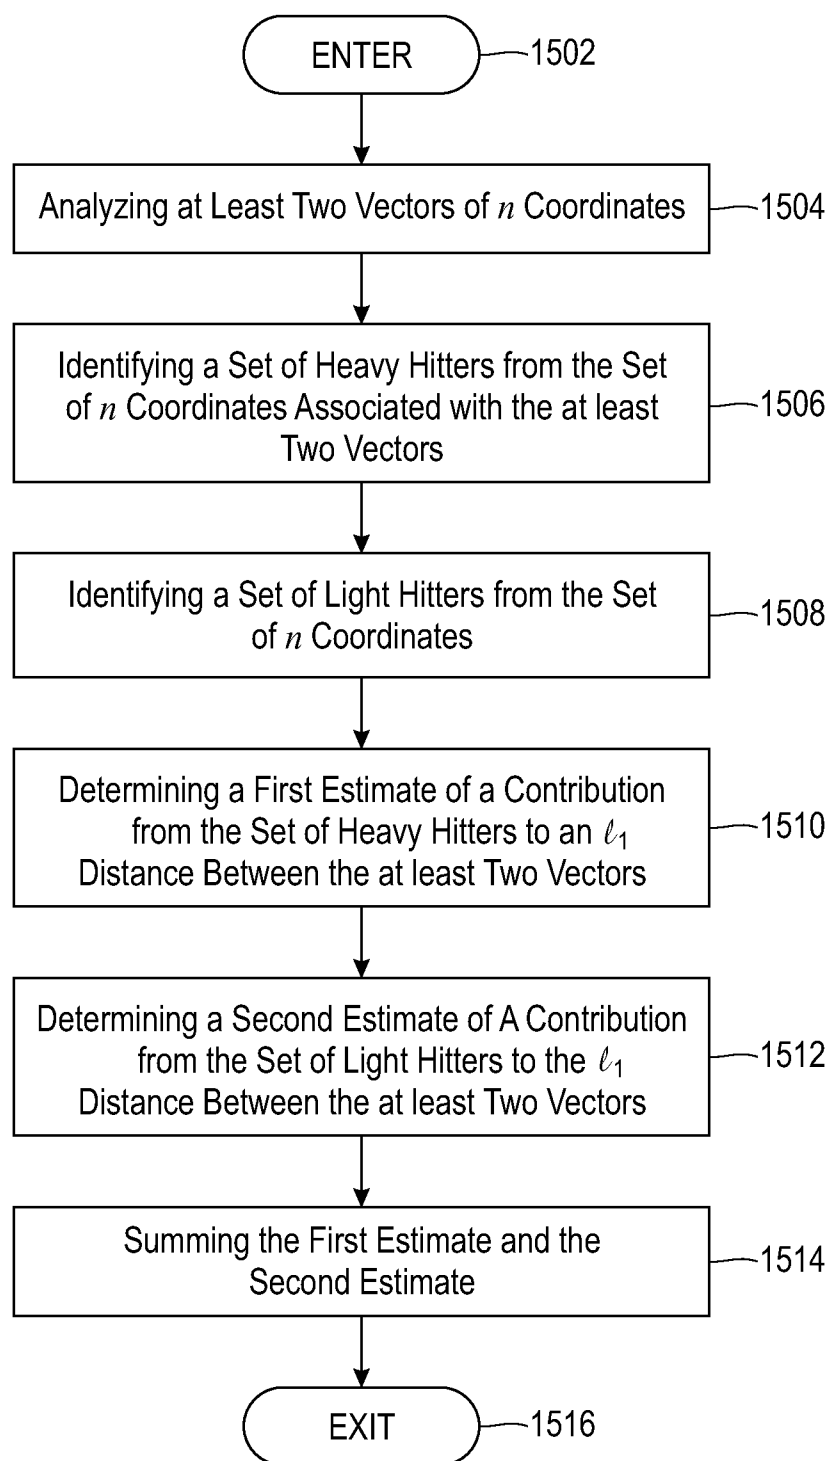 ENTER
1502
Analyzing at Least Two Vectors of n Coordinates
1504
Identifying a Set of Heavy Hitters from the Set
of n Coordinates Associated with the at least
Two Vectors
1506
Identifying a Set of Light Hitters from the Set
of n Coordinates
1508
Determining a First Estimate of a Contribution
from the Set of Heavy Hitters to an ℓ₁
Distance Between the at least Two Vectors
1510
Determining a Second Estimate of A Contribution
from the Set of Light Hitters to the ℓ₁
Distance Between the at least Two Vectors
1512
Summing the First Estimate and the
Second Estimate
1514
EXIT
1516